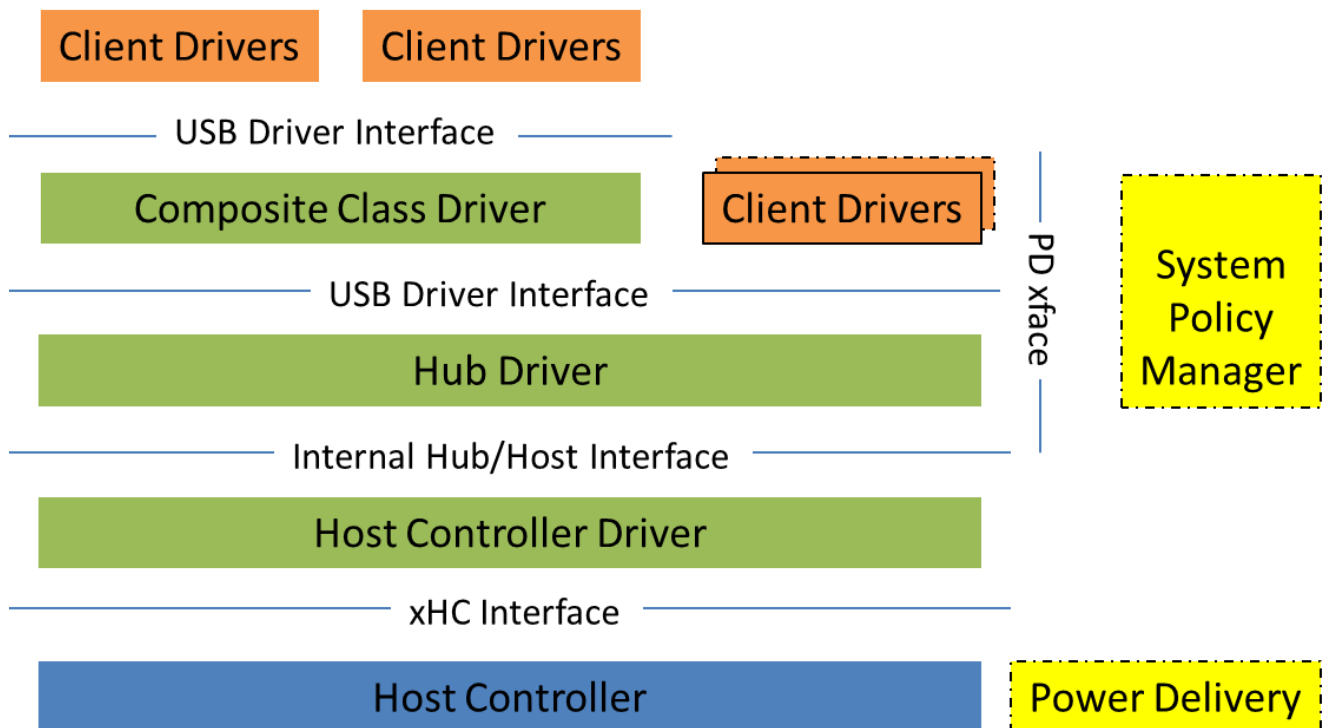 Client Drivers
Client Drivers
USB Driver Interface
Composite Class Driver
Client Drivers
USB Driver Interface
Hub Driver
Internal Hub/Host Interface
Host Controller Driver
xHC Interface
Host Controller
PD xface
System
Policy
Manager
Power Delivery